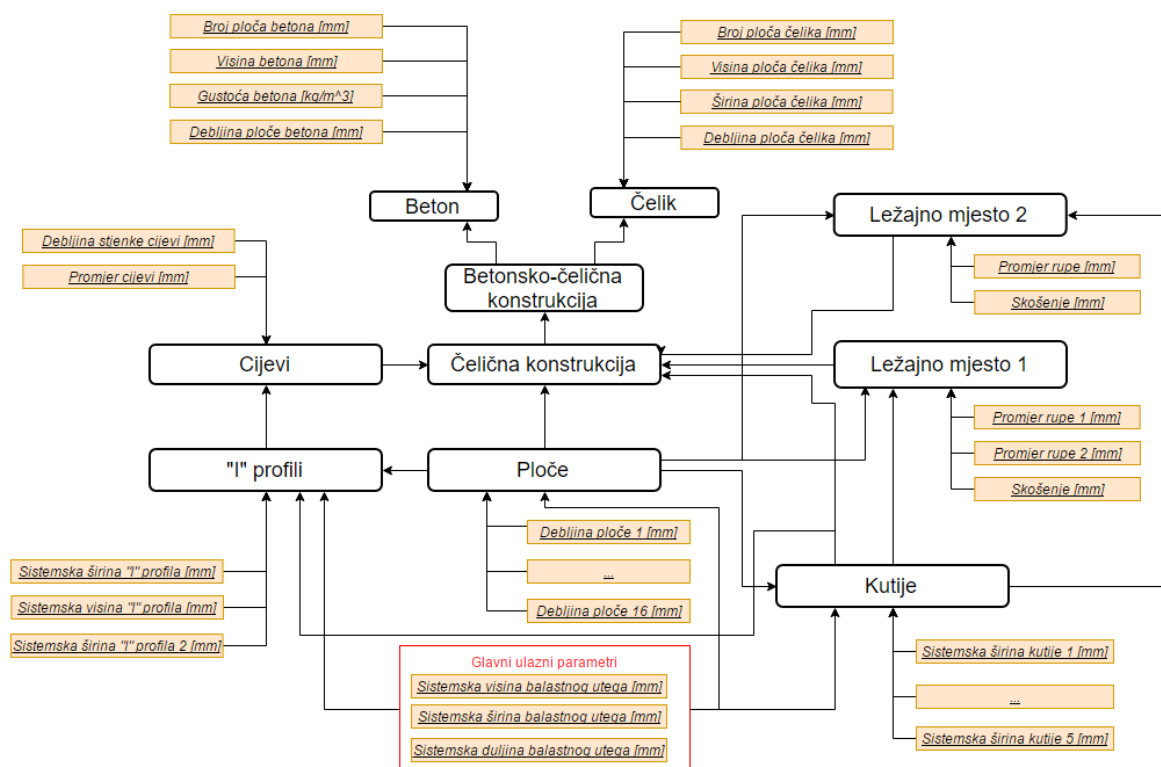 Broj ploča betona [mm]
Visina betona [mm]
Gustoća betona [kg/m^3]
Debljina ploče betona [mm]
Broj ploča čelika [mm]
Visina ploča čelika [mm]
Širina ploča čelika [mm]
Debljina ploča čelika [mm]
Beton
Čelik
Ležajno mjesto 2
Debljina stjenke cijevi [mm]
Promjer cijevi [mm]
Betonsko-čelična
konstrukcija
Promjer rupe [mm]
Skošenje [mm]
Cijevi
Čelična konstrukcija
Ležajno mjesto 1
Promjer rupe 1 [mm]
Promjer rupe 2 [mm]
Skošenje [mm]
"I" profili
Ploče
Debljina ploče 1 [mm]
...
Debljina ploče 16 [mm]
Kutije
Sistemska širina "I" profila [mm]
Sistemska visina "I" profila [mm]
Sistemska širina "I" profila 2 [mm]
Glavni ulazni parametri
Sistemska visina balastnog utega [mm]
Sistemska širina balastnog utega [mm]
Sistemska duljina balastnog utega [mm]
Sistemska širina kutije 1 [mm]
...
Sistemska širina kutije 5 [mm]